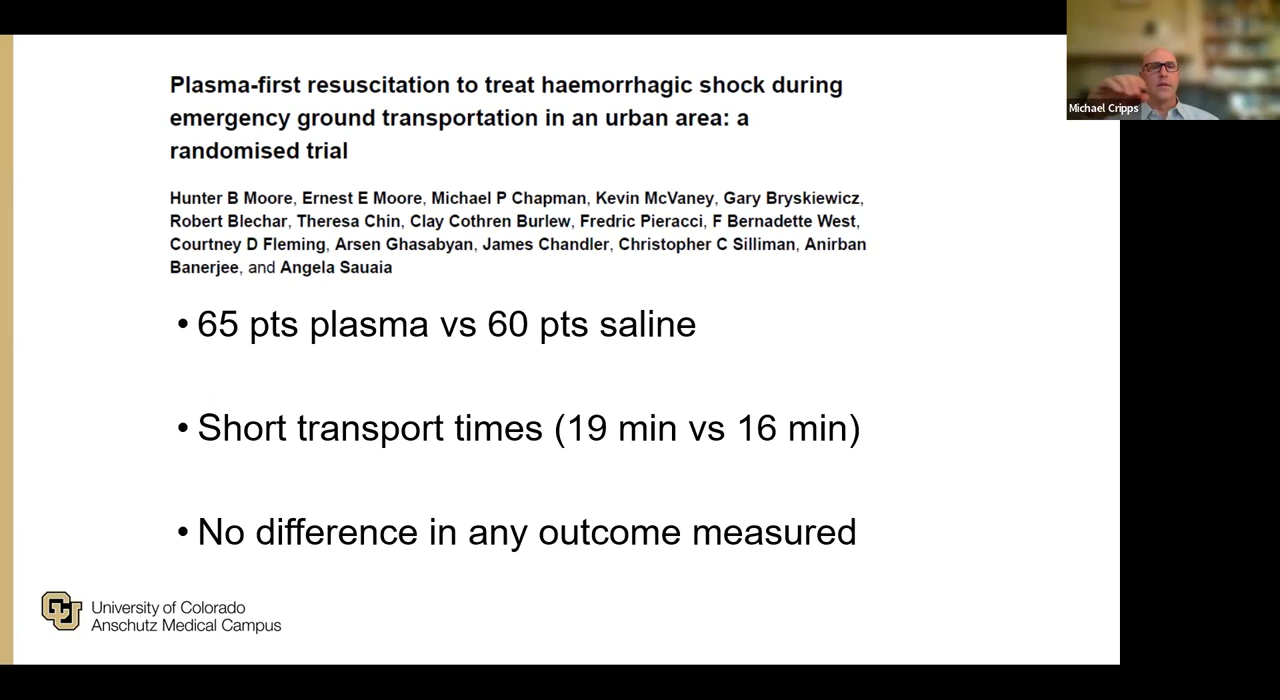 Plasma-first resuscitation to treat haemorrhagic shock during
emergency ground transportation in an urban area: a
randomised trial
Hunter B Moore, Ernest E Moore, Michael P Chapman, Kevin McVaney, Gary Bryskiewicz,
Robert Blechar, Theresa Chin, Clay Cothren Burlew, Fredric Pieracci, F Bernadette West,
Courtney D Fleming, Arsen Ghasabyan, James Chandler, Christopher C Silliman, Anirban
Banerjee, and Angela Sauaia
• 65 pts plasma vs 60 pts saline
• Short transport times (19 min vs 16 min)
• No difference in any outcome measured
University of Colorado
Anschutz Medical Campus
Michael Cripps